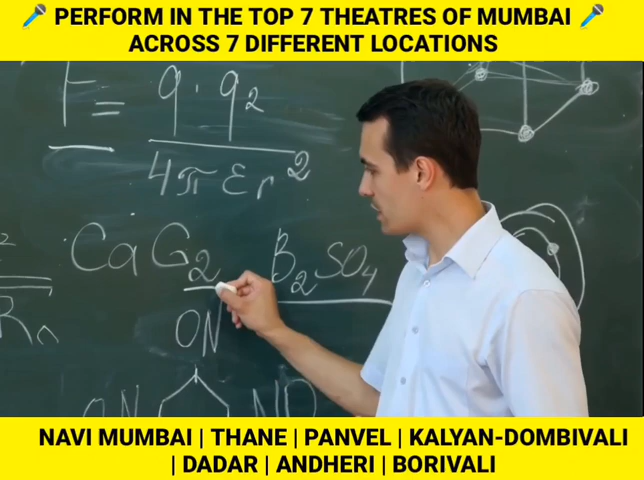 🎤 PERFORM IN THE TOP 7 THEATRES OF MUMBAI 🎤
ACROSS 7 DIFFERENT LOCATIONS
F = q · q₂
4πεr²
CaG₂ B₂SO₄
ON
NAVI MUMBAI | THANE | PANVEL | KALYAN-DOMBIVALI
| DADAR | ANDHERI | BORIVALI